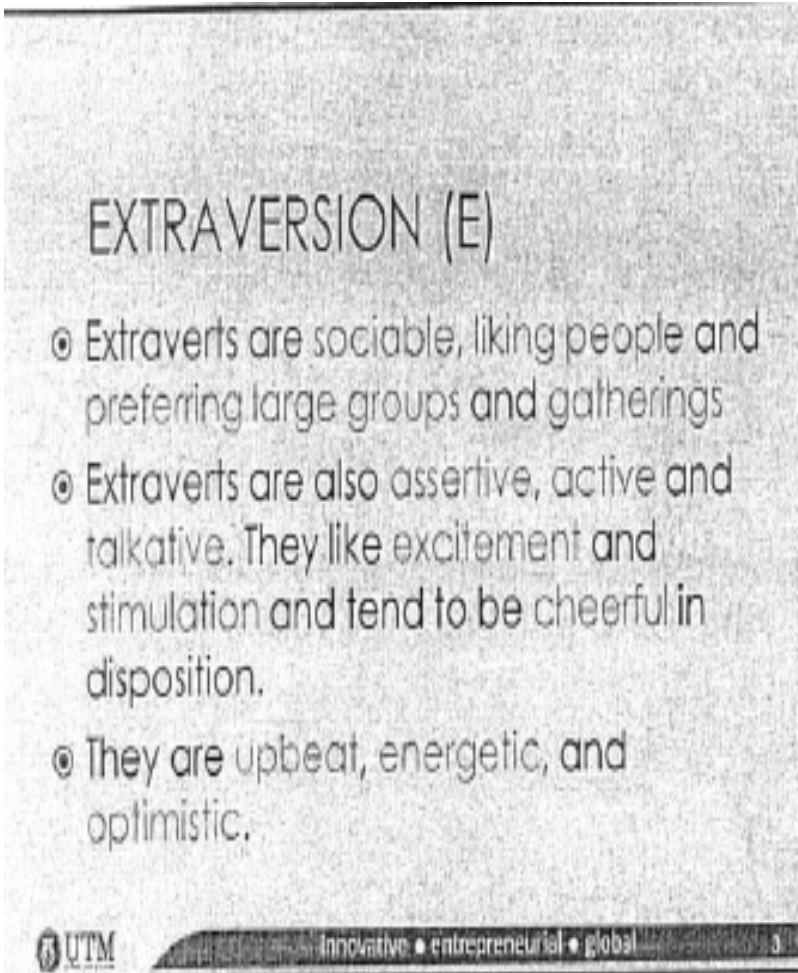 EXTRAVERSION (E)
Extraverts are sociable, liking people and
preferring large groups and gatherings
Extraverts are also assertive, active and
talkative. They like excitement and
stimulation and tend to be cheerful in
disposition.
They are upbeat, energetic, and
optimistic.
UTM
innovative ● entrepreneurial ● global
3